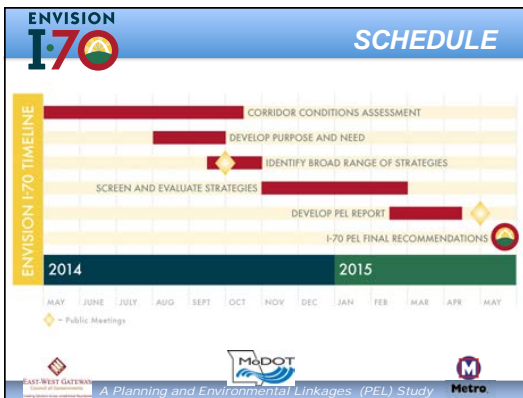 ENVISION
I-70
SCHEDULE
ENVISION I-70 TIMELINE
CORRIDOR CONDITIONS ASSESSMENT
DEVELOP PURPOSE AND NEED
IDENTIFY BROAD RANGE OF STRATEGIES
SCREEN AND EVALUATE STRATEGIES
DEVELOP PEL REPORT
I-70 PEL FINAL RECOMMENDATIONS
2014 2015
MAY JUNE JULY AUG SEPT OCT NOV DEC JAN FEB MAR APR MAY
= Public Meetings
EAST-WEST GATEWAY
Council of Governments
MoDOT
Metro
A Planning and Environmental Linkages (PEL) Study